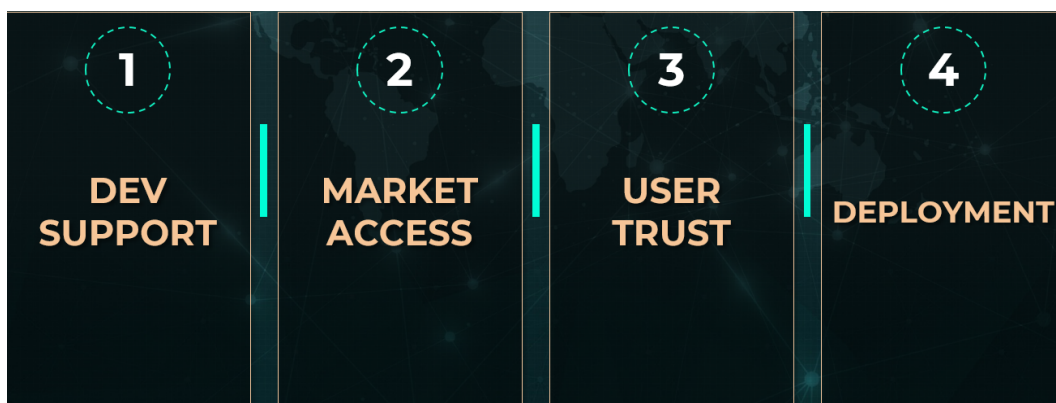 1
DEV
SUPPORT
2
MARKET
ACCESS
3
USER
TRUST
4
DEPLOYMENT